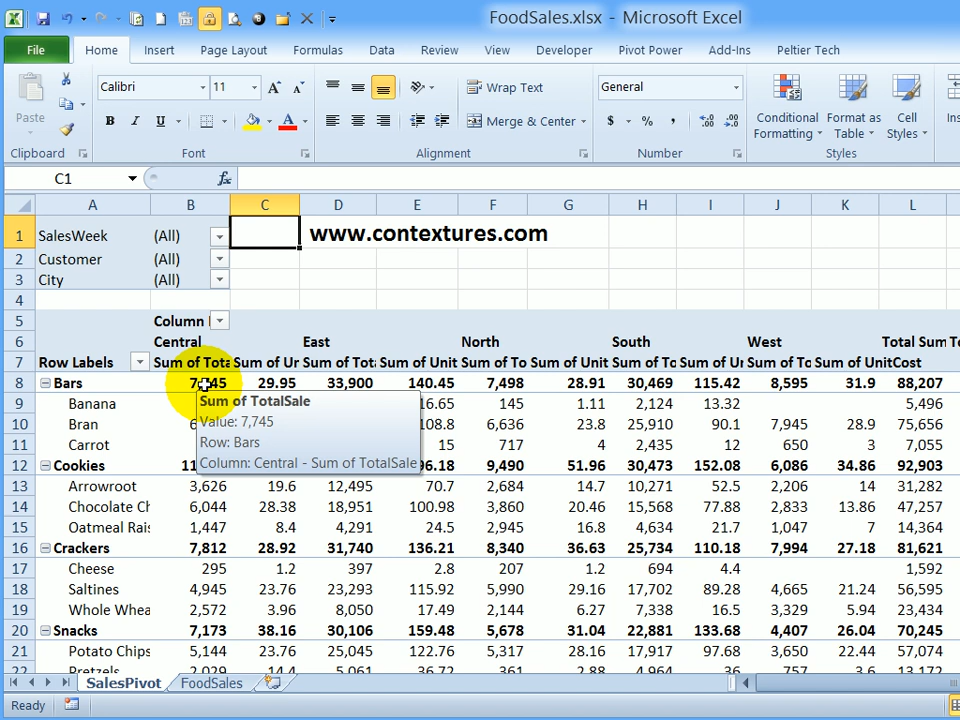 FoodSales.xlsx - Microsoft Excel
File Home Insert Page Layout Formulas Data Review View Developer Pivot Power Add-Ins Peltier Tech
Paste
Calibri 11
B I U
Wrap Text
Merge & Center
General
$ % ,
Conditional Formatting
Format as Table
Cell Styles
Clipboard Font Alignment Number Styles
C1 fx
A B C D E F G H I J K L
1 SalesWeek (All) www.contextures.com
2 Customer (All)
3 City (All)
4
5 Column
6 Central East North South West Total Sum
7 Row Labels Sum of Tota Sum of Ur Sum of Tota Sum of Unit Sum of To Sum of Unit Sum of To Sum of Ur Sum of To Sum of Unit Cost
8 Bars 7,745 29.95 33,900 140.45 7,498 28.91 30,469 115.42 8,595 31.9 88,207
Sum of TotalSale
Value: 7,745
Row: Bars
Column: Central - Sum of TotalSale
9 Banana 16.65 145 1.11 2,124 13.32 5,496
10 Bran 108.8 6,636 23.8 25,910 90.1 7,945 28.9 75,656
11 Carrot 15 717 4 2,435 12 650 3 7,055
12 Cookies 11 96.18 9,490 51.96 30,473 152.08 6,086 34.86 92,903
13 Arrowroot 3,626 19.6 12,495 70.7 2,684 14.7 10,271 52.5 2,206 14 31,282
14 Chocolate Ch 6,044 28.38 18,951 100.98 3,860 20.46 15,568 77.88 2,833 13.86 47,257
15 Oatmeal Rais 1,447 8.4 4,291 24.5 2,945 16.8 4,634 21.7 1,047 7 14,364
16 Crackers 7,812 28.92 31,740 136.21 8,340 36.63 25,734 110.18 7,994 27.18 81,621
17 Cheese 295 1.2 397 2.8 207 1.2 694 4.4 1,592
18 Saltines 4,945 23.76 23,293 115.92 5,990 29.16 17,702 89.28 4,665 21.24 56,595
19 Whole Whea 2,572 3.96 8,050 17.49 2,144 6.27 7,338 16.5 3,329 5.94 23,434
20 Snacks 7,173 38.16 30,106 159.48 5,678 31.04 22,881 133.68 4,407 26.04 70,245
21 Potato Chips 5,144 23.76 25,045 122.76 5,317 28.16 17,917 97.68 3,650 22.44 57,074
22 Pretzels 2,029 14.4 5,061 36.72 361 2.88 4,964 36 757 3.6 13,171
SalesPivot FoodSales
Ready